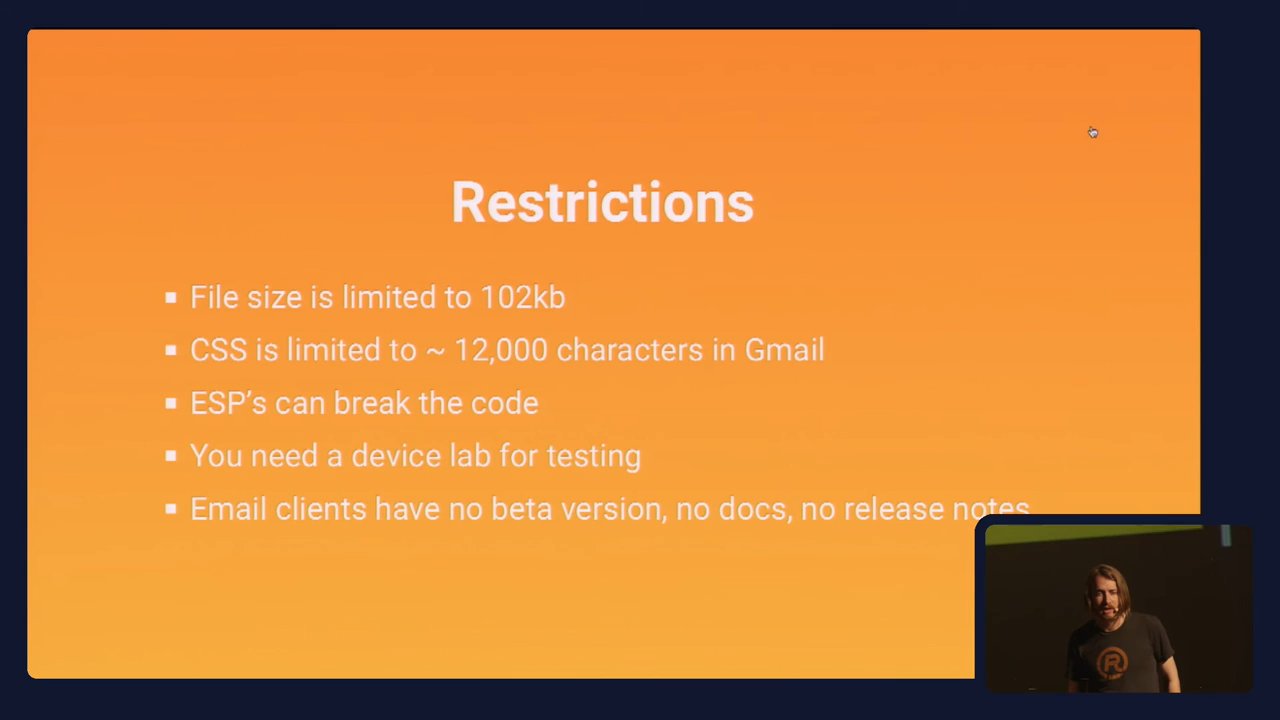 Restrictions
File size is limited to 102kb
CSS is limited to ~ 12,000 characters in Gmail
ESP's can break the code
You need a device lab for testing
Email clients have no beta version, no docs, no release notes
R